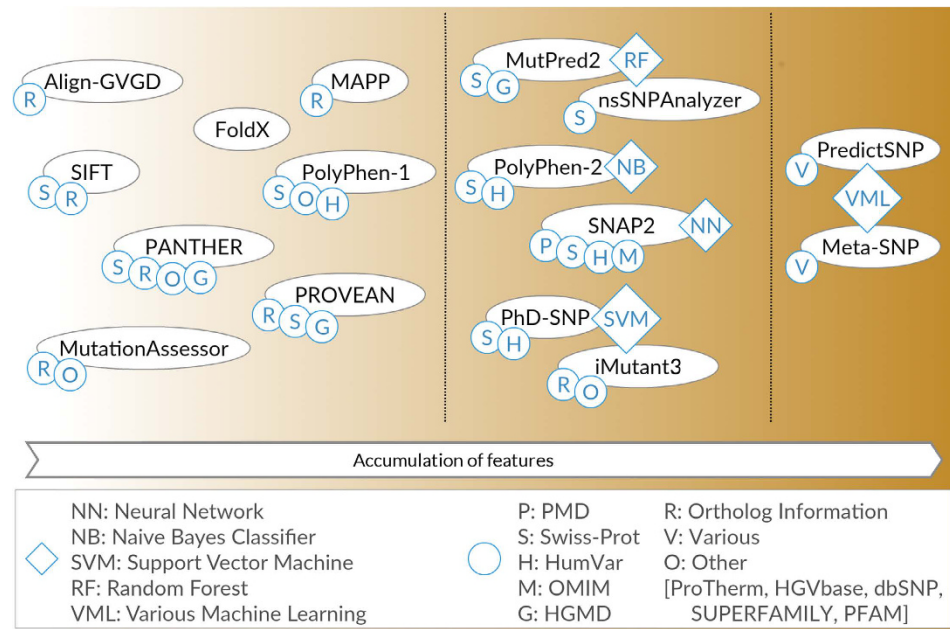 Align-GVGD
R
MAPP
R
FoldX
SIFT
S R
PolyPhen-1
S O H
PANTHER
S R O G
PROVEAN
R S G
MutationAssessor
R O
MutPred2
RF
S G
nsSNPAnalyzer
S
PolyPhen-2
NB
S H
SNAP2
NN
P S H M
PhD-SNP
SVM
S H
iMutant3
R O
PredictSNP
V
VML
Meta-SNP
V
Accumulation of features
NN: Neural Network
NB: Naive Bayes Classifier
SVM: Support Vector Machine
RF: Random Forest
VML: Various Machine Learning
P: PMD
S: Swiss-Prot
H: HumVar
M: OMIM
G: HGMD
R: Ortholog Information
V: Various
O: Other
[ProTherm, HGVbase, dbSNP,
SUPERFAMILY, PFAM]